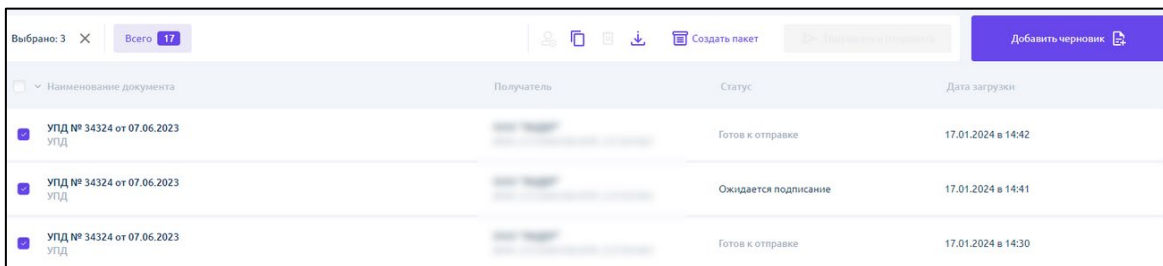 Выбрано: 3
Всего 17
Создать пакет
Добавить черновик
Наименование документа
Получатель
Статус
Дата загрузки
УПД № 34324 от 07.06.2023
УПД
Готов к отправке
17.01.2024 в 14:42
УПД № 34324 от 07.06.2023
УПД
Ожидается подписание
17.01.2024 в 14:41
УПД № 34324 от 07.06.2023
УПД
Готов к отправке
17.01.2024 в 14:30